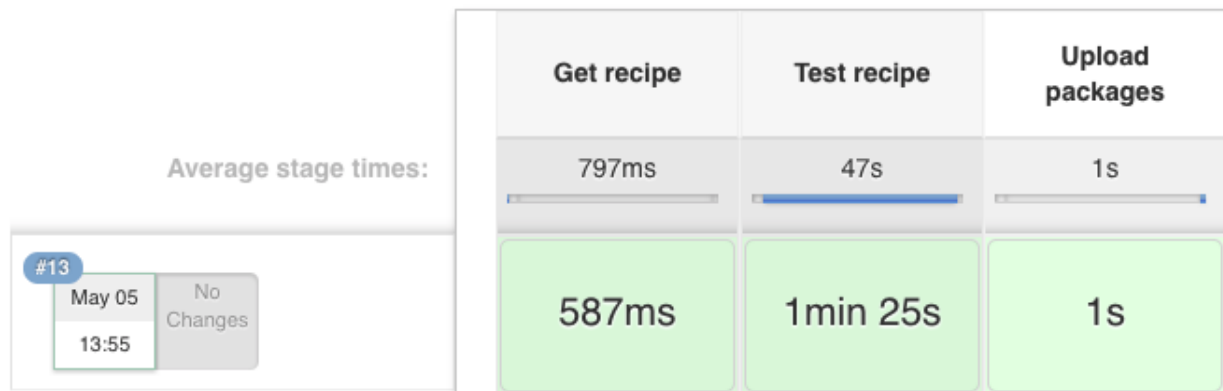 Get recipe
Test recipe
Upload
packages
Average stage times:
797ms
47s
1s
#13
May 05
13:55
No
Changes
587ms
1min 25s
1s